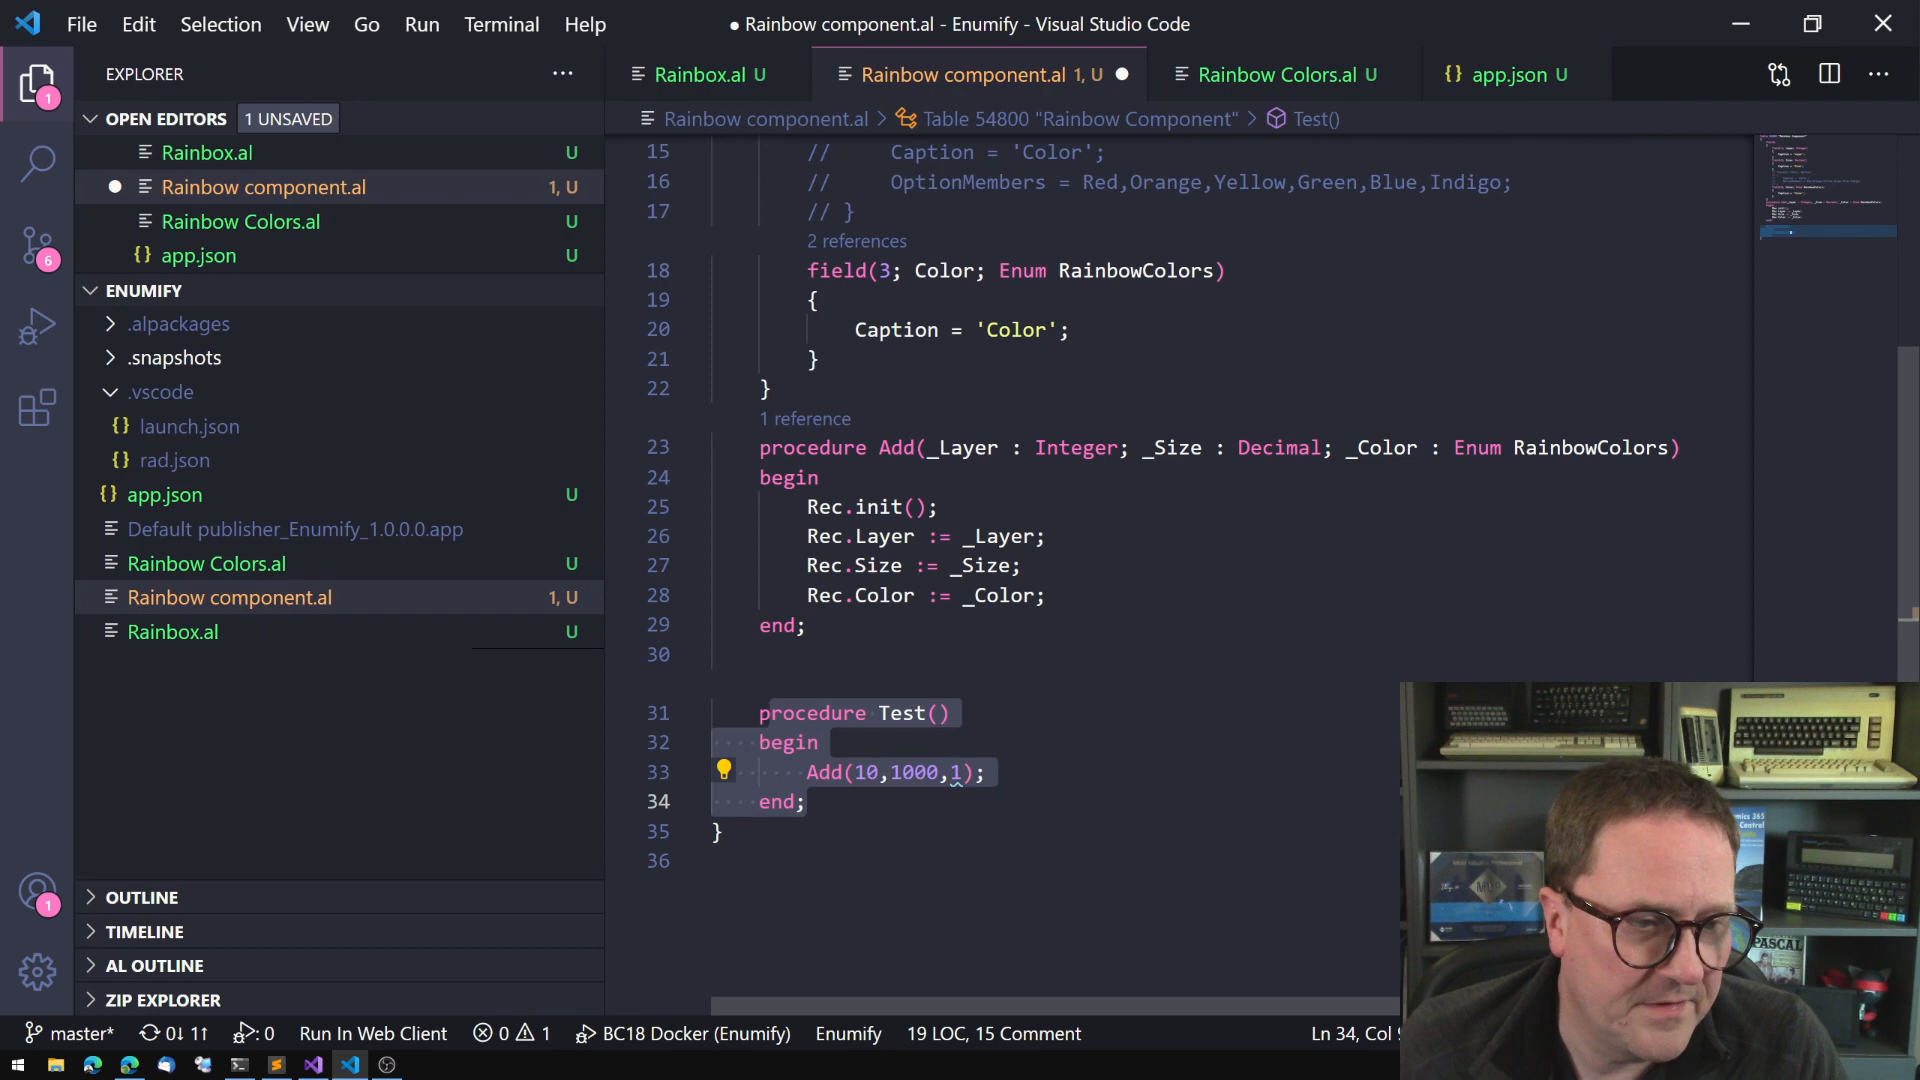 File Edit Selection View Go Run Terminal Help
● Rainbow component.al - Enumify - Visual Studio Code
EXPLORER
OPEN EDITORS 1 UNSAVED
Rainbox.al U
Rainbow component.al 1, U
Rainbow Colors.al U
{} app.json U
ENUMIFY
.alpackages
.snapshots
.vscode
{} launch.json
{} rad.json
{} app.json U
Default publisher_Enumify_1.0.0.0.app
Rainbow Colors.al U
Rainbow component.al 1, U
Rainbox.al U
OUTLINE
TIMELINE
AL OUTLINE
ZIP EXPLORER
1
6
1
Rainbox.al U
Rainbow component.al 1, U
Rainbow Colors.al U
{} app.json U
Rainbow component.al > Table 54800 "Rainbow Component" > Test()
15 // Caption = 'Color';
16 // OptionMembers = Red,Orange,Yellow,Green,Blue,Indigo;
17 // }
2 references
18 field(3; Color; Enum RainbowColors)
19 {
20 Caption = 'Color';
21 }
22 }
1 reference
23 procedure Add(_Layer : Integer; _Size : Decimal; _Color : Enum RainbowColors)
24 begin
25 Rec.init();
26 Rec.Layer := _Layer;
27 Rec.Size := _Size;
28 Rec.Color := _Color;
29 end;
30
31 procedure Test()
32 begin
33 Add(10,1000,1);
34 end;
35 }
36
PASCAL
master* 0↓ 1↑ : 0 Run In Web Client 0 1 BC18 Docker (Enumify) Enumify 19 LOC, 15 Comment Ln 34, Col